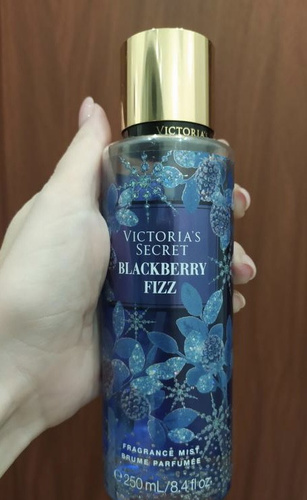 VICTORIA'S
VICTORIA'S
SECRET
BLACKBERRY
FIZZ
FRAGRANCE MIST
BRUME PARFUMÉE
℮ 250 mL/8.4 fl oz